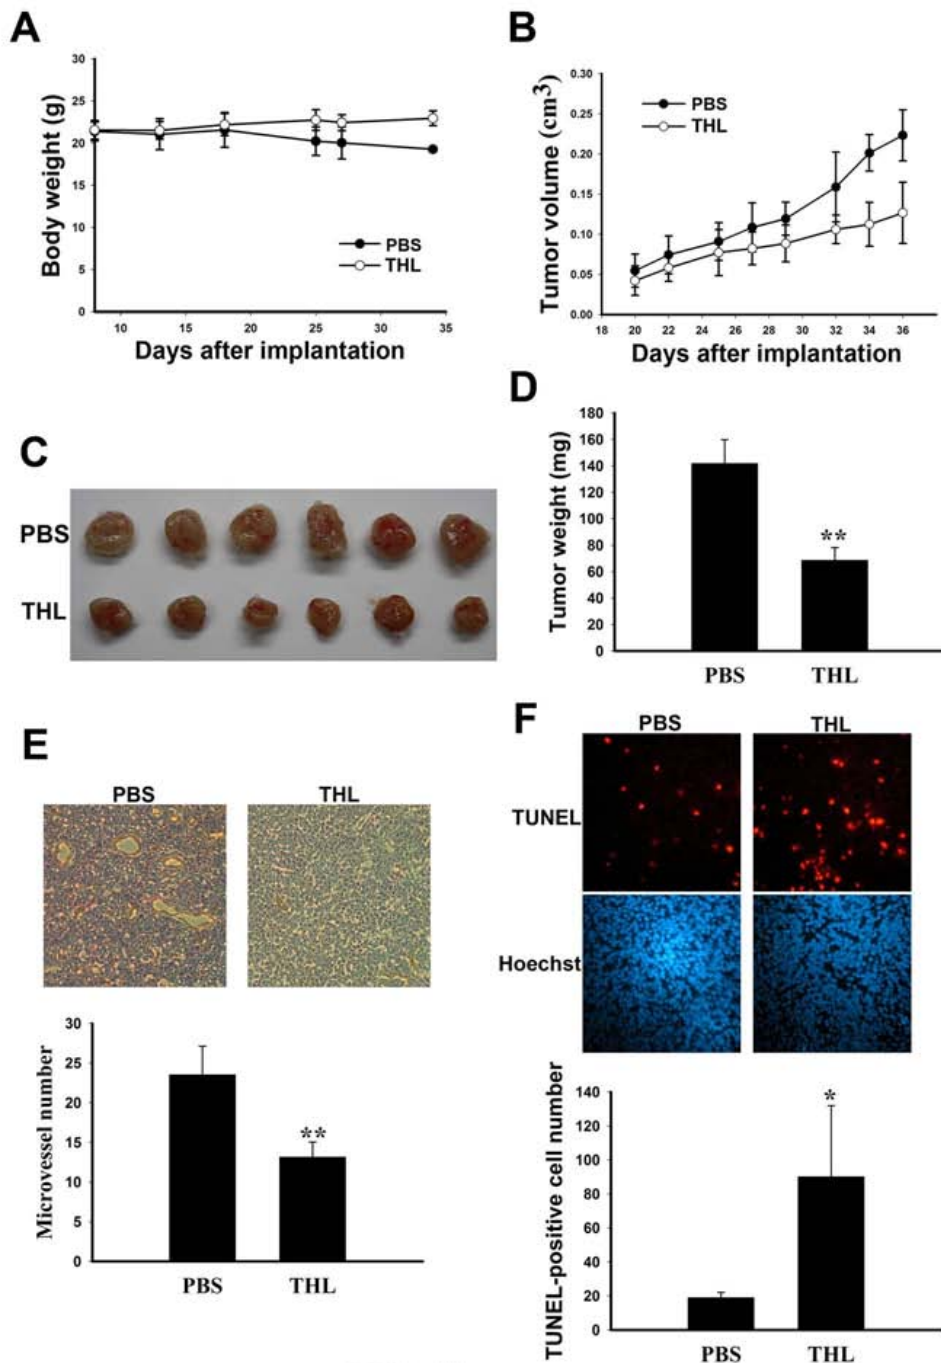 A
Body weight (g)
30
25
20
15
10
5
0
PBS
THL
10
15
20
25
30
35
Days after implantation
B
Tumor volume (cm³)
0.30
0.25
0.20
0.15
0.10
0.05
0.00
PBS
THL
18 20 22 24 26 28 30 32 34 36
Days after implantation
C
PBS
THL
D
Tumor weight (mg)
180
160
140
120
100
80
60
40
20
0
**
PBS THL
E
PBS THL
Microvessel number
30
25
20
15
10
5
0
**
PBS THL
F
PBS THL
TUNEL
Hoechst
TUNEL-positive cell number
140
120
100
80
60
40
20
0
*
PBS THL